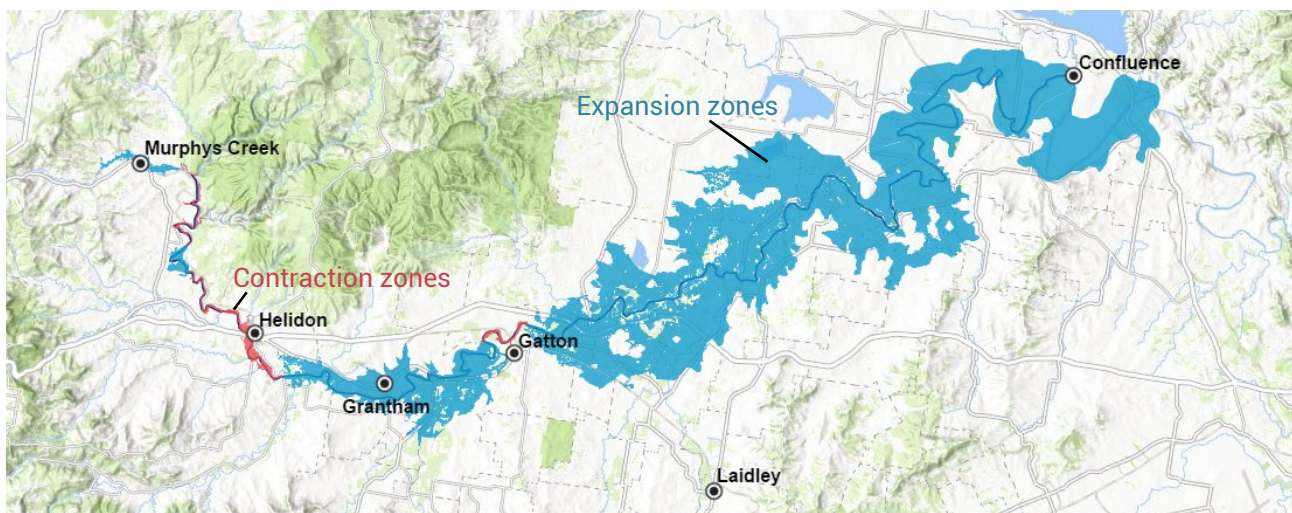 Confluence
Expansion zones
Murphys Creek
Contraction zones
Helidon
Gatton
Grantham
Laidley